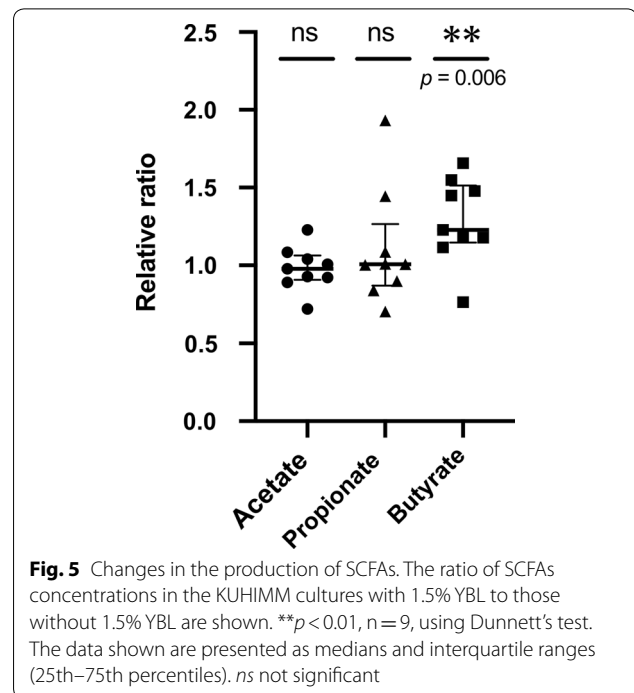 2.5
2.0
1.5
1.0
0.5
0.0
Relative ratio
ns
ns
**
p = 0.006
Acetate
Propionate
Butyrate
Fig. 5 Changes in the production of SCFAs. The ratio of SCFAs
concentrations in the KUHIMM cultures with 1.5% YBL to those
without 1.5% YBL are shown. **p < 0.01, n = 9, using Dunnett’s test.
The data shown are presented as medians and interquartile ranges
(25th–75th percentiles). ns not significant